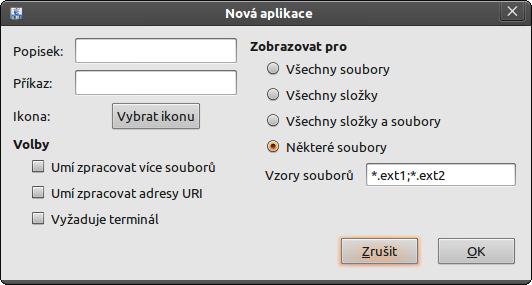 Nová aplikace
Popisek:
Příkaz:
Ikona:
Vybrat ikonu
Volby
Umí zpracovat více souborů
Umí zpracovat adresy URI
Vyžaduje terminál
Zobrazovat pro
Všechny soubory
Všechny složky
Všechny složky a soubory
Některé soubory
Vzory souborů
*.ext1;*.ext2
Zrušit
OK